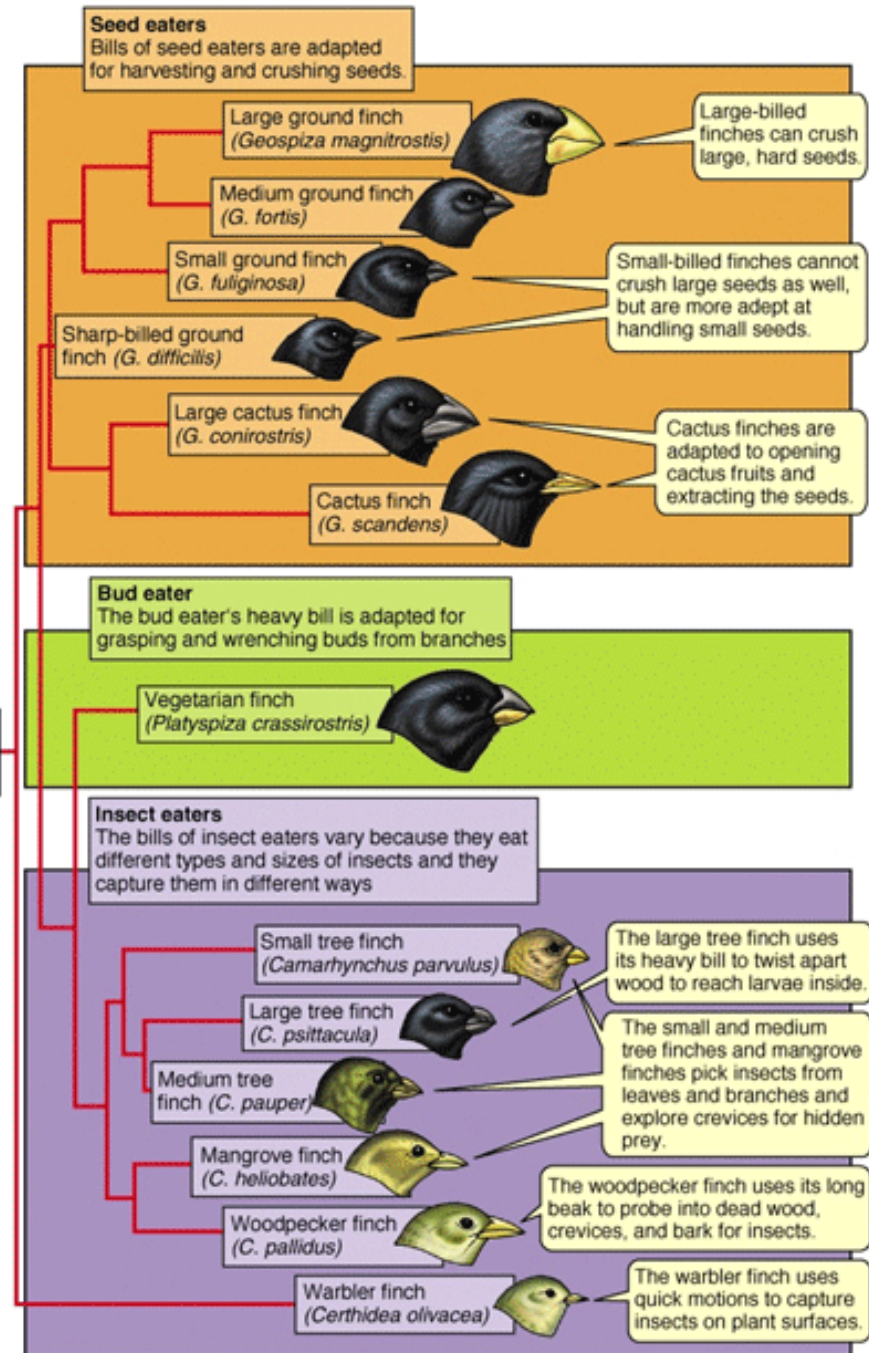 Seed eaters
Bills of seed eaters are adapted
for harvesting and crushing seeds.
Large ground finch
(Geospiza magnitrostis)
Large-billed
finches can crush
large, hard seeds.
Medium ground finch
(G. fortis)
Small ground finch
(G. fuliginosa)
Small-billed finches cannot
crush large seeds as well,
but are more adept at
handling small seeds.
Sharp-billed ground
finch (G. difficilis)
Large cactus finch
(G. conirostris)
Cactus finches are
adapted to opening
cactus fruits and
extracting the seeds.
Cactus finch
(G. scandens)
Bud eater
The bud eater's heavy bill is adapted for
grasping and wrenching buds from branches
Vegetarian finch
(Platyspiza crassirostris)
Insect eaters
The bills of insect eaters vary because they eat
different types and sizes of insects and they
capture them in different ways
Small tree finch
(Camarhynchus parvulus)
The large tree finch uses
its heavy bill to twist apart
wood to reach larvae inside.
Large tree finch
(C. psittacula)
The small and medium
tree finches and mangrove
finches pick insects from
leaves and branches and
explore crevices for hidden
prey.
Medium tree
finch (C. pauper)
Mangrove finch
(C. heliobates)
The woodpecker finch uses its long
beak to probe into dead wood,
crevices, and bark for insects.
Woodpecker finch
(C. pallidus)
Warbler finch
(Certhidea olivacea)
The warbler finch uses
quick motions to capture
insects on plant surfaces.